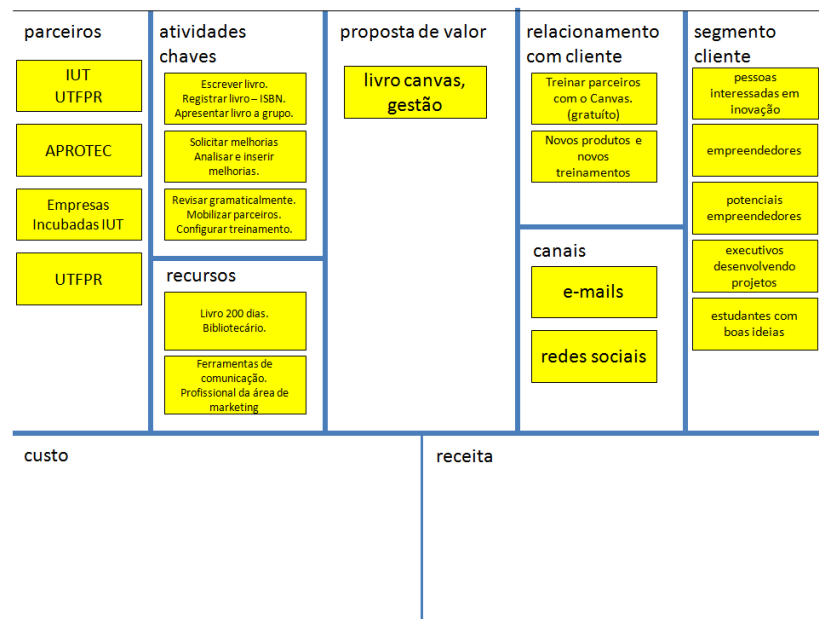 parceiros
IUT
UTFPR
APROTEC
Empresas
Incubadas IUT
UTFPR
atividades
chaves
Escrever livro.
Registrar livro – ISBN.
Apresentar livro a grupo.
Solicitar melhorias
Analisar e inserir
melhorias.
Revisar gramaticalmente.
Mobilizar parceiros.
Configurar treinamento.
recursos
Livro 200 dias.
Bibliotecário.
Ferramentas de
comunicação.
Profissional da área de
marketing
proposta de valor
livro canvas,
gestão
relacionamento
com cliente
Treinar parceiros
com o Canvas.
(gratuíto)
Novos produtos e
novos
treinamentos
canais
e-mails
redes sociais
segmento
cliente
pessoas
interessadas em
inovação
empreendedores
potenciais
empreendedores
executivos
desenvolvendo
projetos
estudantes com
boas ideias
custo
receita